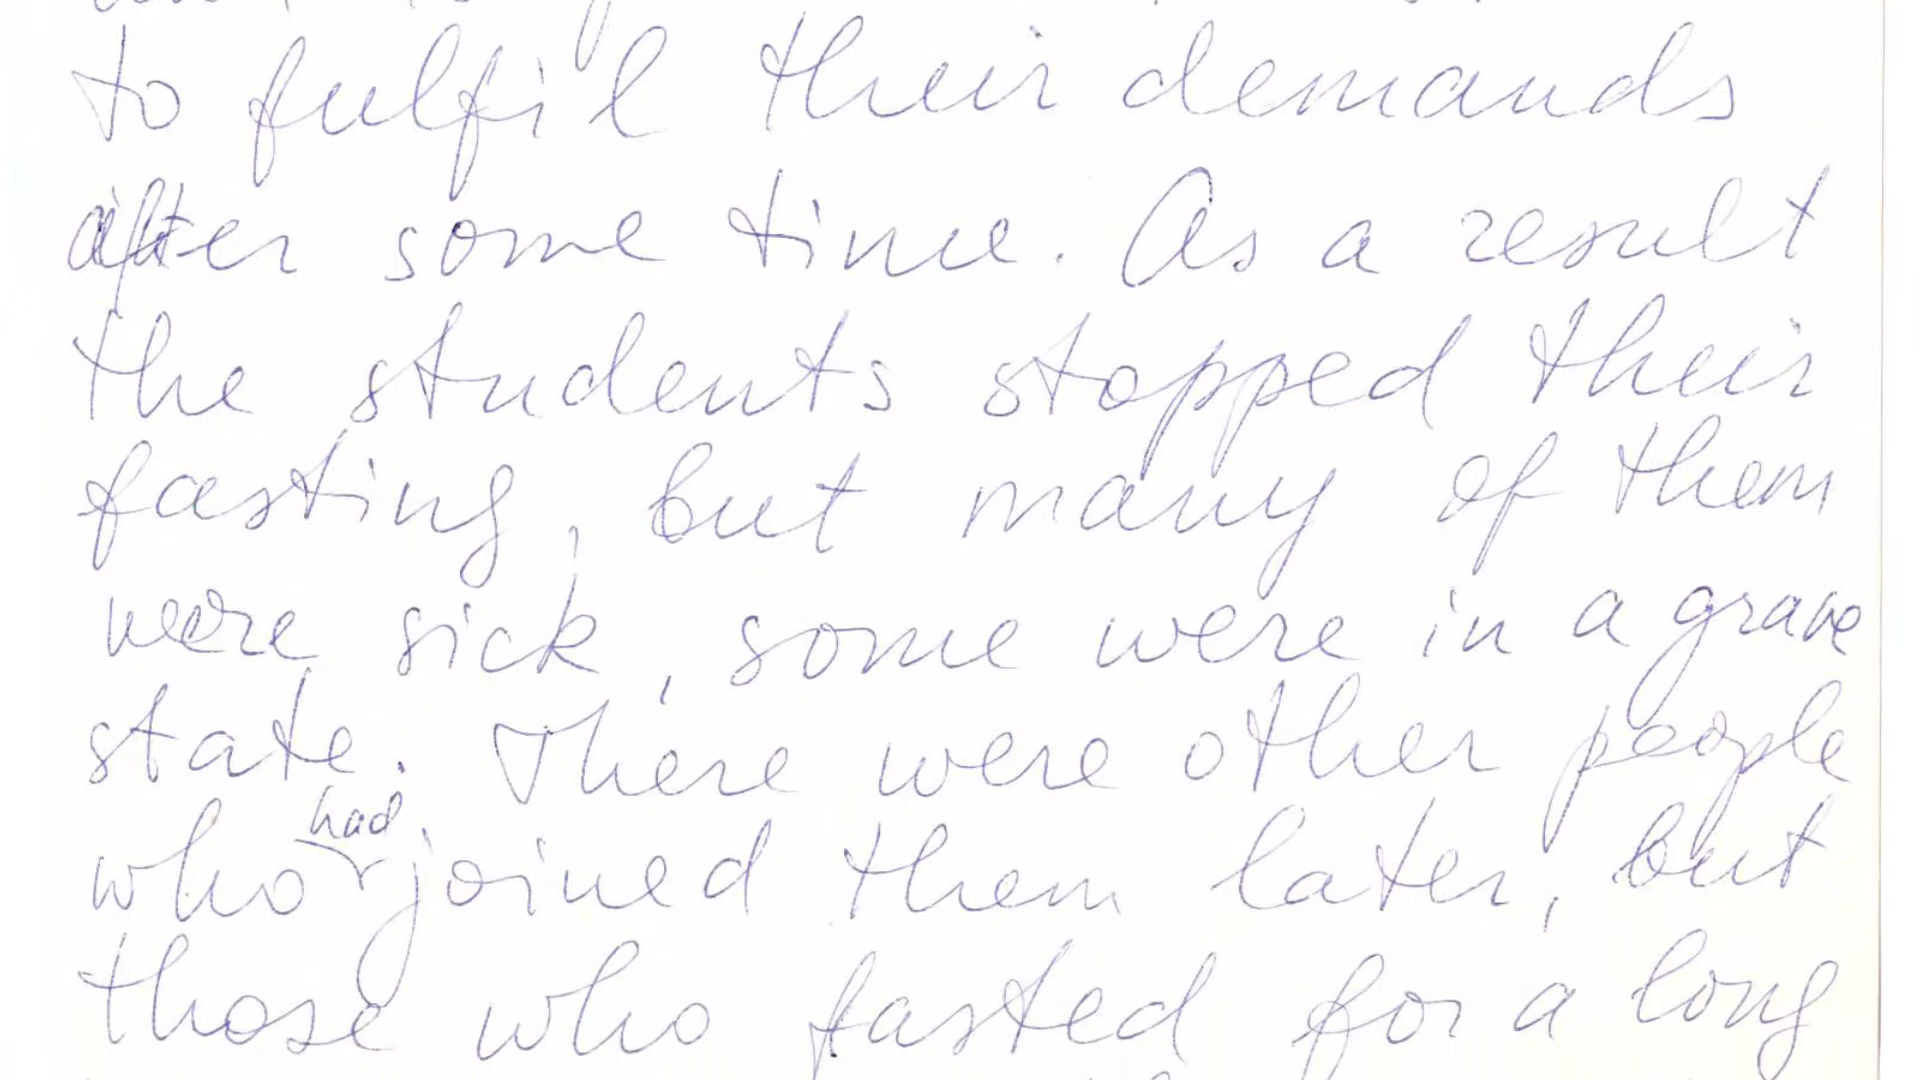 to fulfil their demands
after some time. As a result
the students stopped their
fasting, but many of them
were sick, some were in a grave
state. There were other people
who had joined them later, but
those who fasted for a long